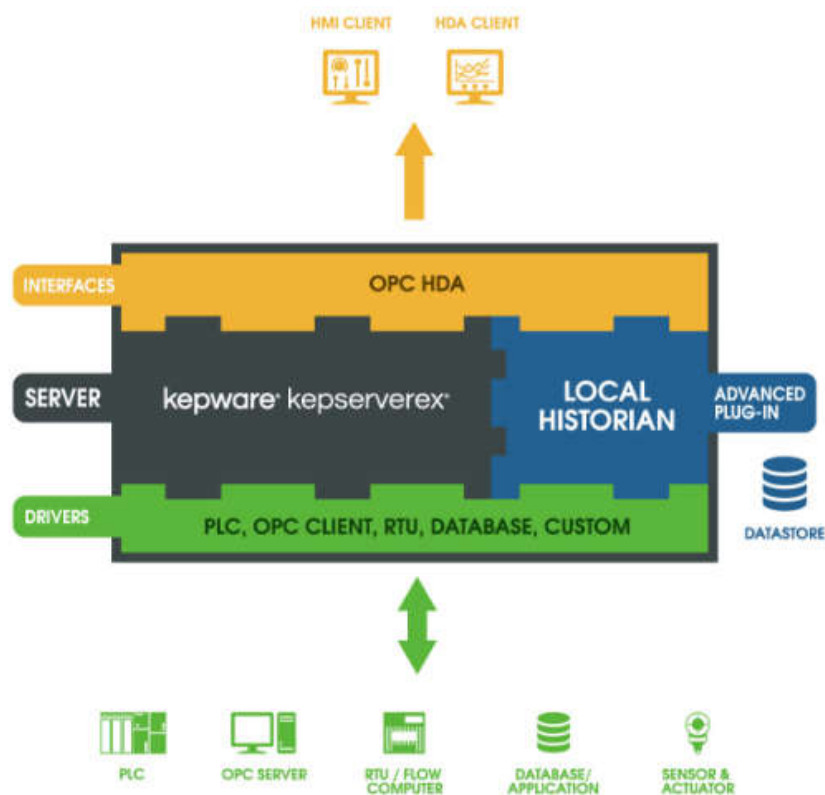 HMI CLIENT
HDA CLIENT
INTERFACES
OPC HDA
SERVER
kepware® kepserverex®
LOCAL
HISTORIAN
ADVANCED
PLUG-IN
DATASTORE
DRIVERS
PLC, OPC CLIENT, RTU, DATABASE, CUSTOM
PLC
OPC SERVER
RTU / FLOW
COMPUTER
DATABASE/
APPLICATION
SENSOR &
ACTUATOR